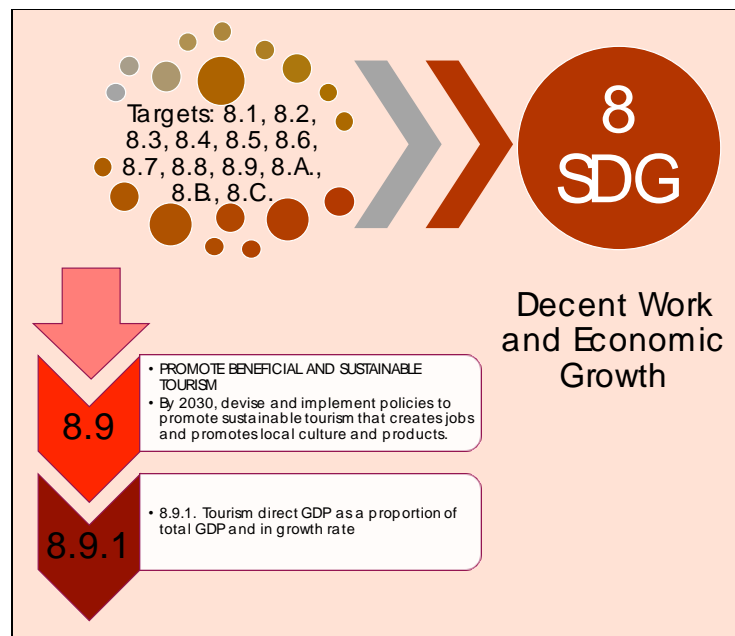 Targets: 8.1, 8.2,
8.3, 8.4, 8.5, 8.6,
8.7, 8.8, 8.9, 8.A.,
8.B., 8.C.
8
SDG
Decent Work
and Economic
Growth
8.9
• PROMOTE BENEFICIAL AND SUSTAINABLE
TOURISM
• By 2030, devise and implement policies to
promote sustainable tourism that creates jobs
and promotes local culture and products.
8.9.1
• 8.9.1. Tourism direct GDP as a proportion of
total GDP and in growth rate